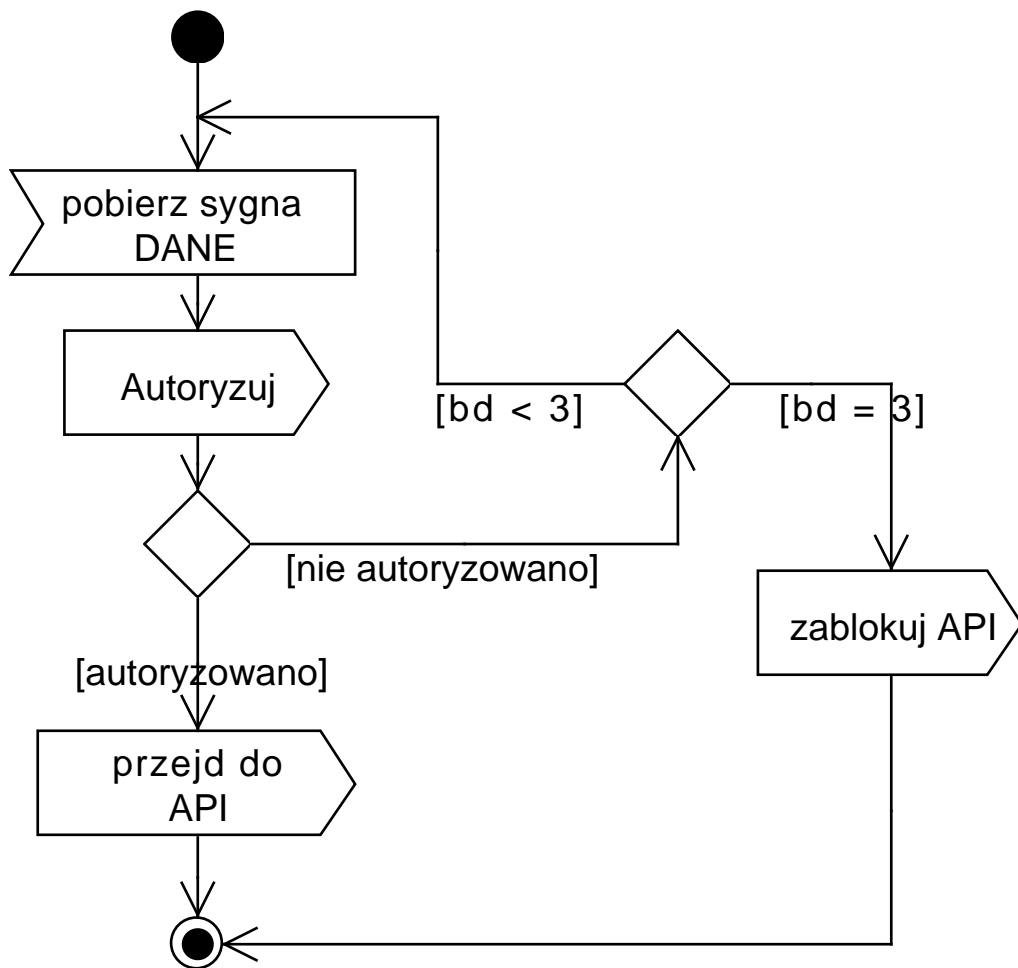 pobierz sygna
DANE
Autoryzuj
[bd < 3]
[bd = 3]
[nie autoryzowano]
zablokuj API
[autoryzowano]
przejd do
API